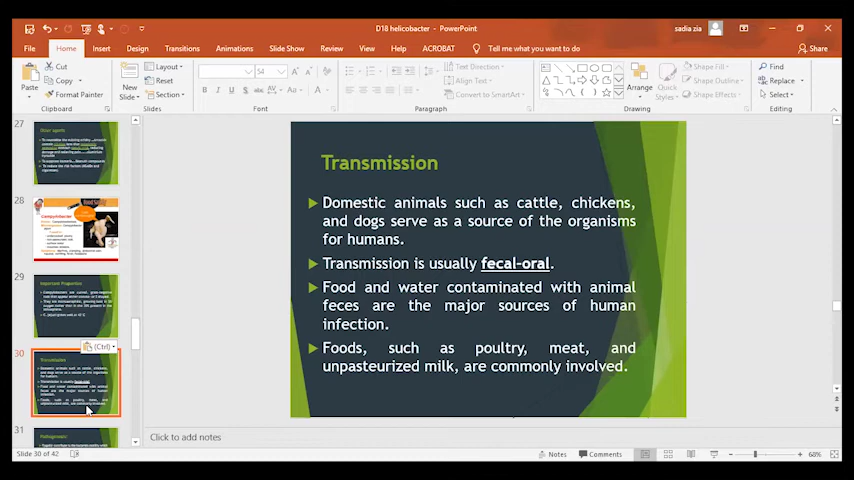 D18 helicobacter - PowerPoint
sadia zia
File Home Insert Design Transitions Animations Slide Show Review View Help ACROBAT Tell me what you want to do Share
Cut
Copy
Format Painter
Paste
Clipboard
New
Slide
Layout
Reset
Section
Slides
54
Font
Paragraph
Text Direction
Align Text
Convert to SmartArt
Arrange
Quick
Styles
Shape Fill
Shape Outline
Shape Effects
Drawing
Find
Replace
Select
Editing
27
28
Campylobacter
29
Important Properties
30
(Ctrl)
Transmission
31
Pathogenesis
Transmission
Domestic animals such as cattle, chickens,
and dogs serve as a source of the organisms
for humans.
Transmission is usually fecal-oral.
Food and water contaminated with animal
feces are the major sources of human
infection.
Foods, such as poultry, meat, and
unpasteurized milk, are commonly involved.
Click to add notes
Slide 30 of 42
Notes
Comments
68%